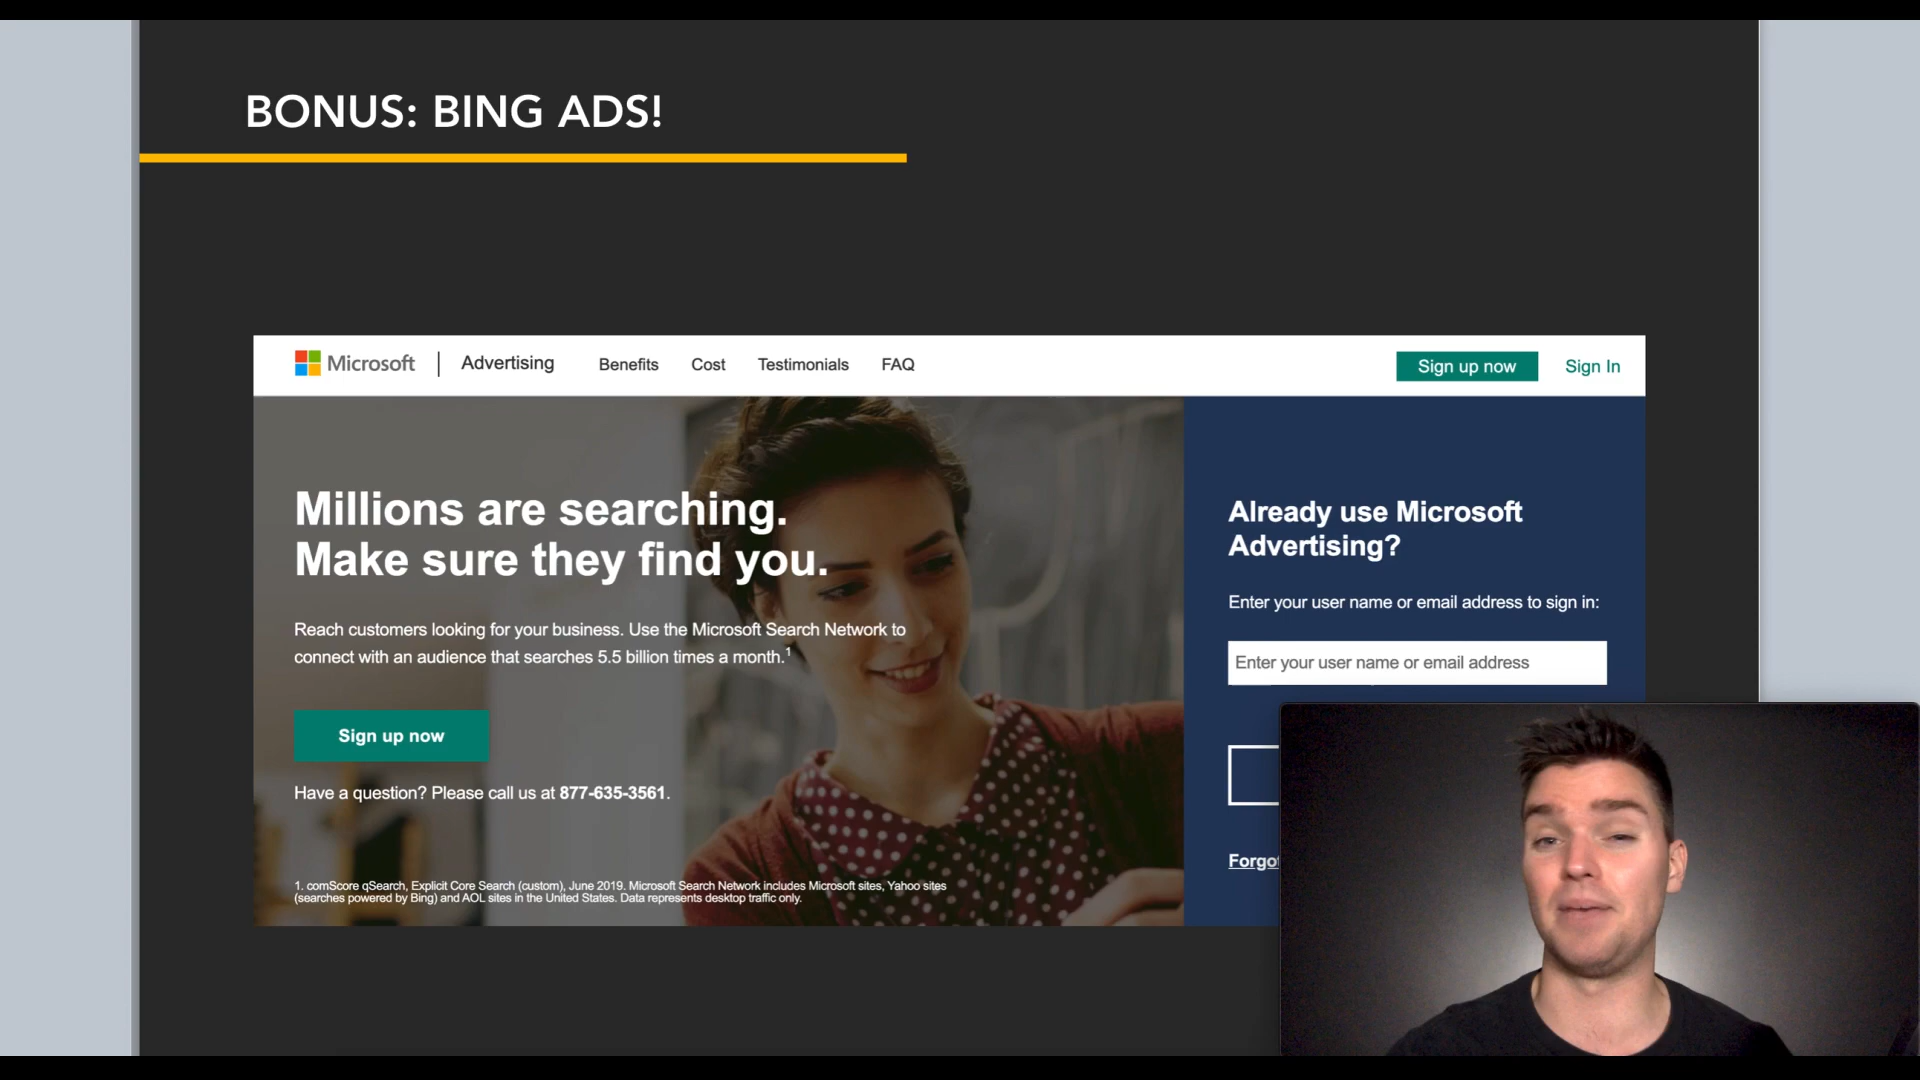 BONUS: BING ADS!
Microsoft | Advertising Benefits Cost Testimonials FAQ Sign up now Sign In
Millions are searching.
Make sure they find you.
Reach customers looking for your business. Use the Microsoft Search Network to
connect with an audience that searches 5.5 billion times a month.1
Sign up now
Have a question? Please call us at 877-635-3561.
1. comScore qSearch, Explicit Core Search (custom), June 2019. Microsoft Search Network includes Microsoft sites, Yahoo sites
(searches powered by Bing) and AOL sites in the United States. Data represents desktop traffic only.
Already use Microsoft
Advertising?
Enter your user name or email address to sign in:
Enter your user name or email address